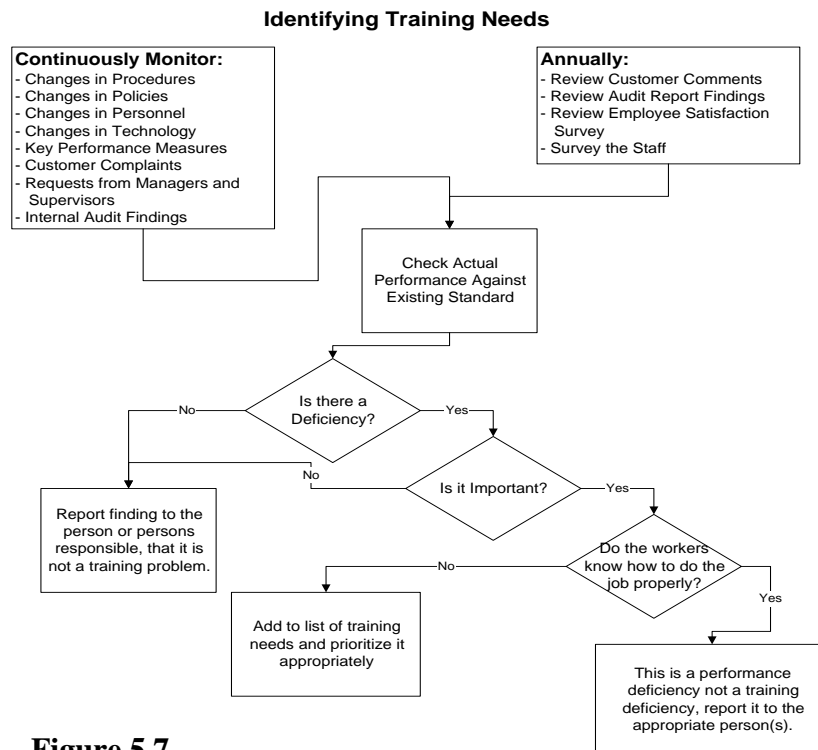 Identifying Training Needs
Continuously Monitor:
- Changes in Procedures
- Changes in Policies
- Changes in Personnel
- Changes in Technology
- Key Performance Measures
- Customer Complaints
- Requests from Managers and
Supervisors
- Internal Audit Findings
Annually:
- Review Customer Comments
- Review Audit Report Findings
- Review Employee Satisfaction
Survey
- Survey the Staff
Check Actual
Performance Against
Existing Standard
Is there a
Deficiency?
No
Yes
Is it Important?
No
Yes
Report finding to the
person or persons
responsible, that it is
not a training problem.
Do the workers
know how to do the
job properly?
No
Yes
Add to list of training
needs and prioritize it
appropriately
This is a performance
deficiency not a training
deficiency, report it to the
appropriate person(s).
Figure 5.7